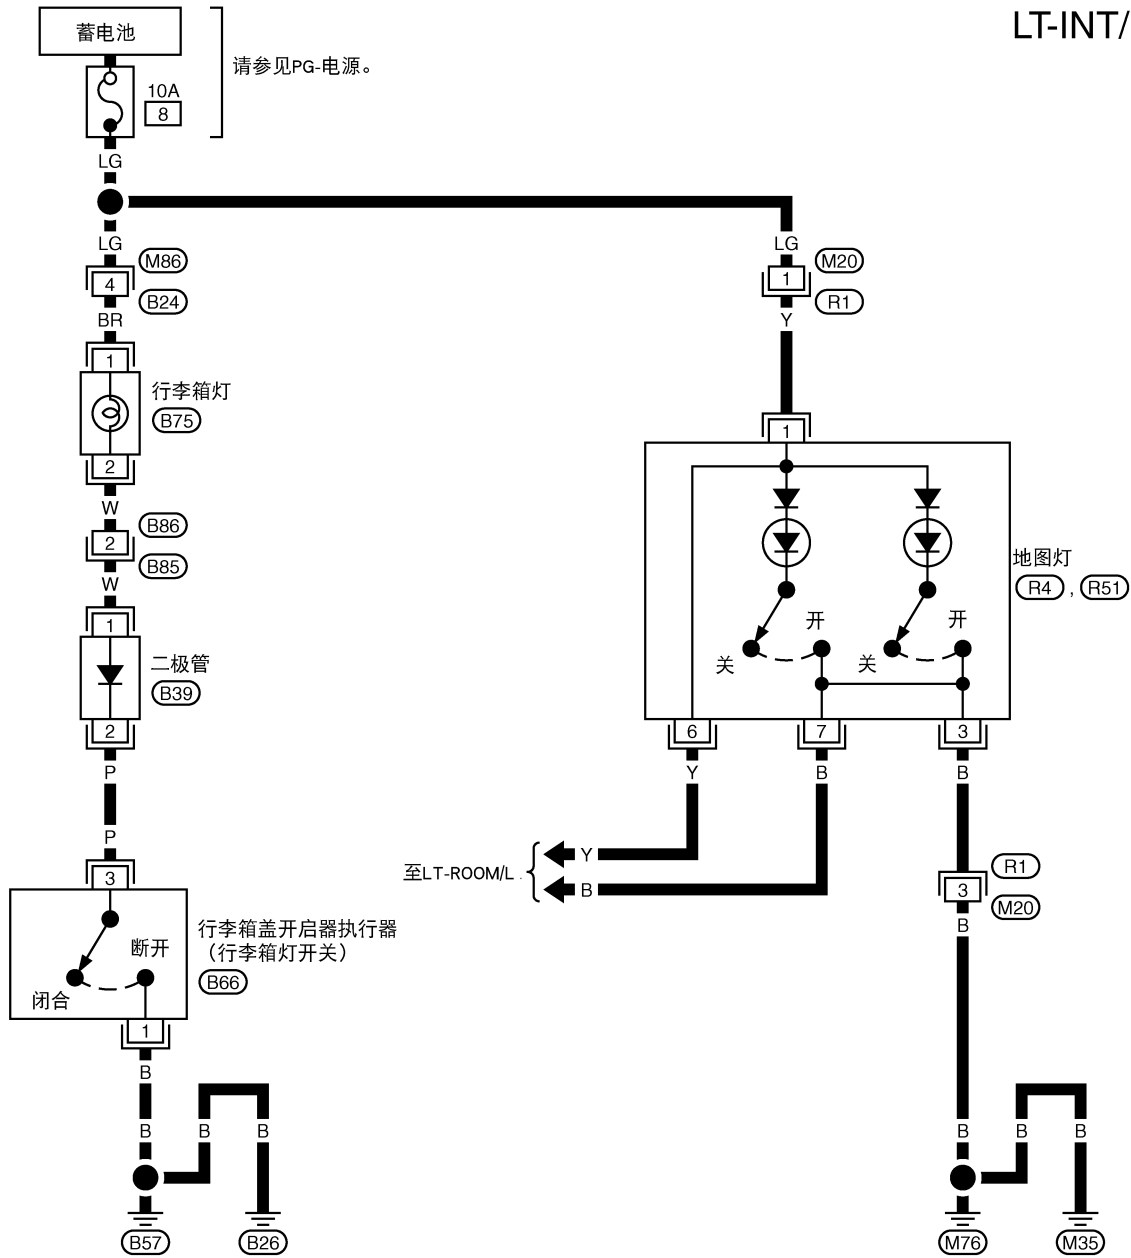 LT-INT/
蓄电池
请参见PG-电源。
10A
8
LG
LG
LG
M86
M20
4
1
B24
R1
BR
Y
1
行李箱灯
B75
1
2
W
B86
2
B85
地图灯
R4 , R51
W
1
开
开
关
关
二极管
B39
2
6
7
3
P
Y
B
B
P
Y
至LT-ROOM/L
B
R1
3
M20
B
3
行李箱盖开启器执行器
(行李箱灯开关)
断开
B66
闭合
1
B
B
B
B
B
B
B
B57
B26
M76
M35